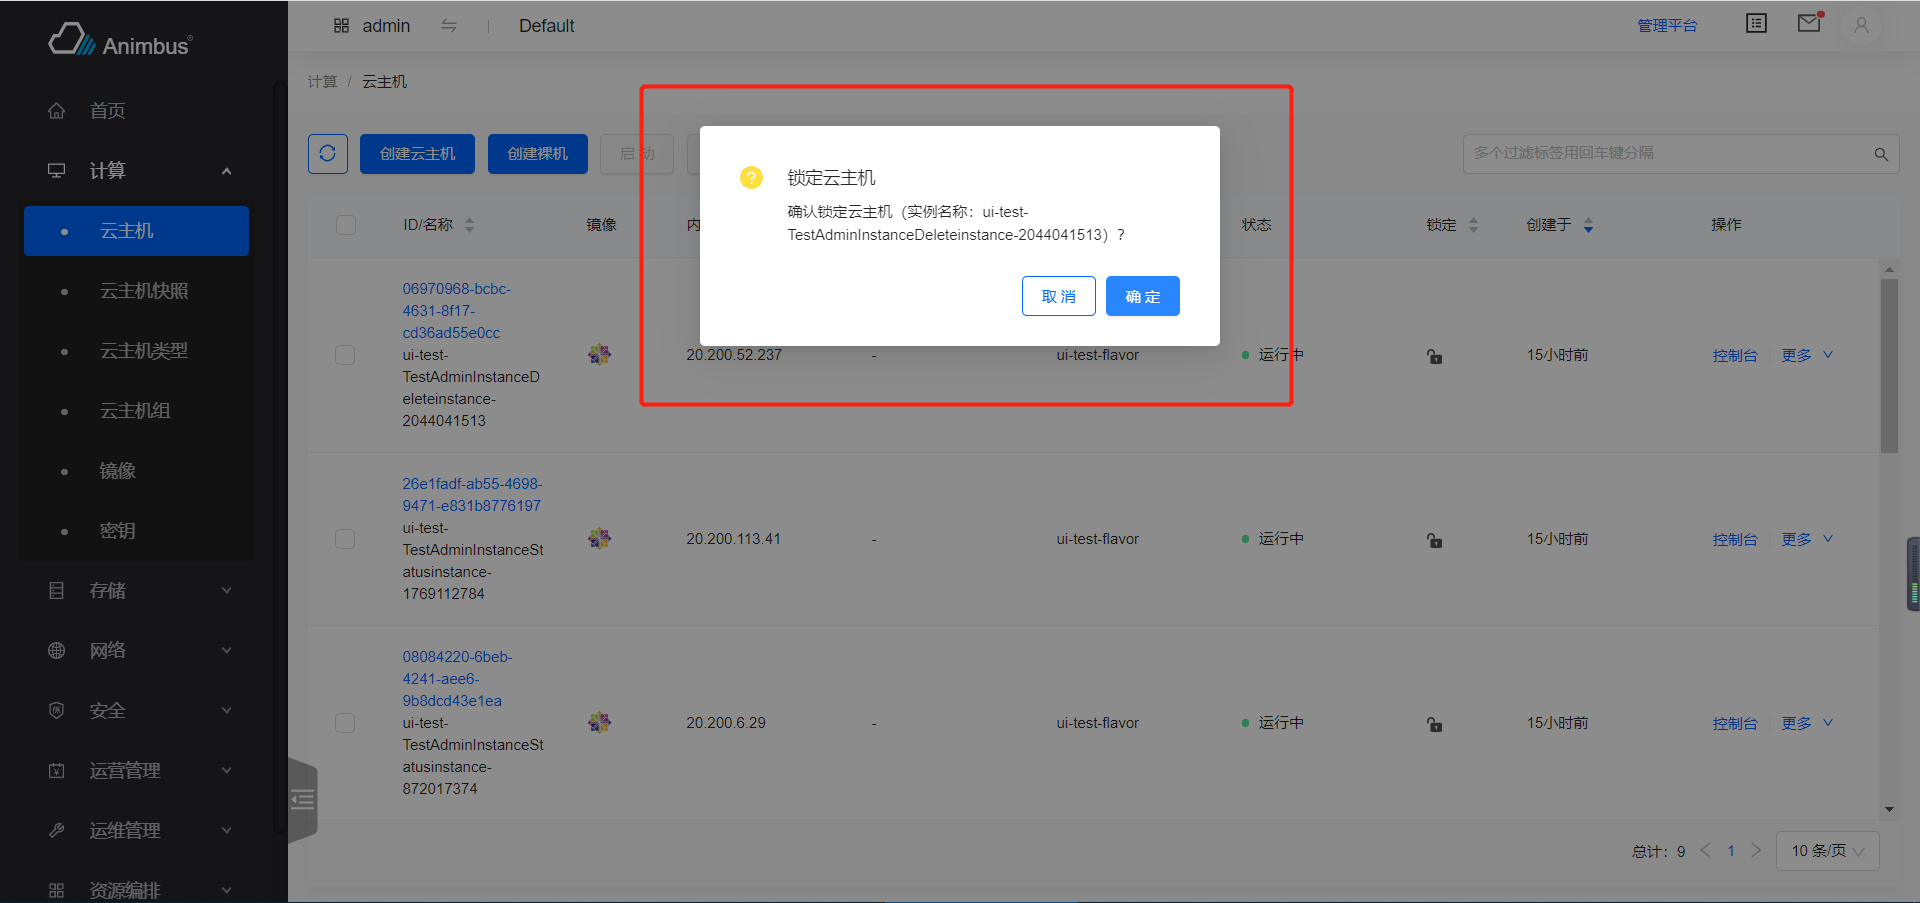 Animbus®
admin
Default
管理平台
首页
计算
云主机
云主机快照
云主机类型
云主机组
镜像
密钥
存储
网络
安全
运营管理
运维管理
资源编排
计算 / 云主机
创建云主机
创建裸机
启 动
多个过滤标签用回车键分隔
锁定云主机
确认锁定云主机（实例名称：ui-test-
TestAdminInstanceDeleteinstance-2044041513）？
取 消
确 定
ID/名称
镜像
内
状态
锁定
创建于
操作
06970968-bcbc-
4631-8f17-
cd36ad55e0cc
ui-test-
TestAdminInstanceD
eleteinstance-
2044041513
20.200.52.237
-
ui-test-flavor
运行中
15小时前
控制台
更多
26e1fadf-ab55-4698-
9471-e831b8776197
ui-test-
TestAdminInstanceSt
atusinstance-
1769112784
20.200.113.41
-
ui-test-flavor
运行中
15小时前
控制台
更多
08084220-6beb-
4241-aee6-
9b8dcd43e1ea
ui-test-
TestAdminInstanceSt
atusinstance-
872017374
20.200.6.29
-
ui-test-flavor
运行中
15小时前
控制台
更多
总计：9
1
10 条/页